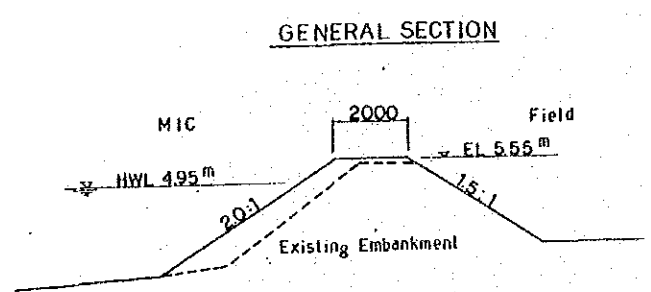 GENERAL SECTION
2000
MIC
Field
EL 5.55 m
HWL 4.95 m
2.0:1
1.5:1
Existing Embankment